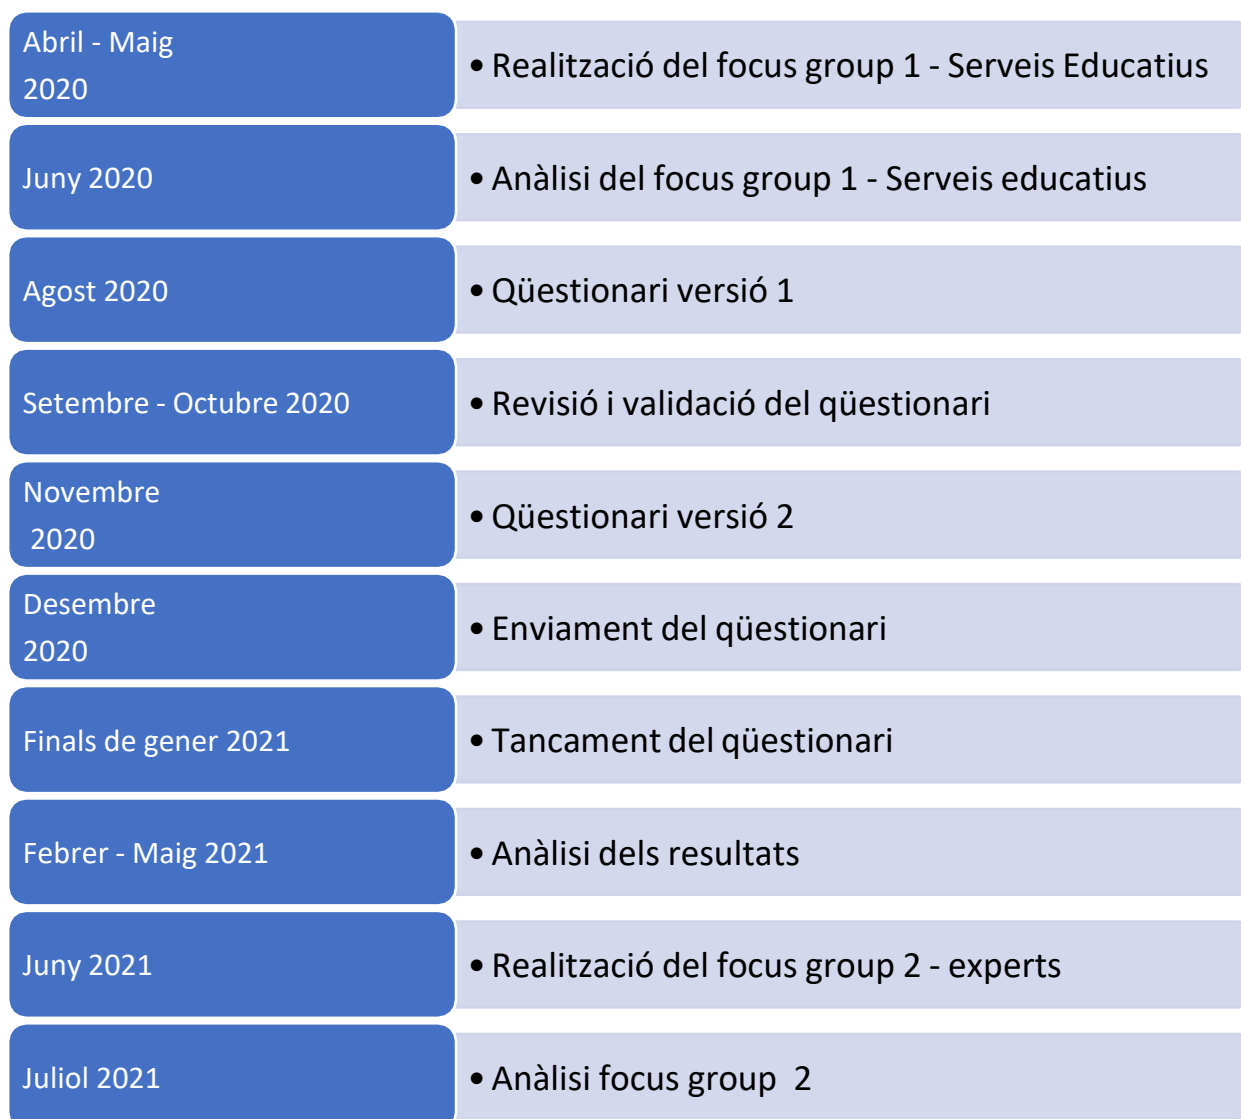 Abril - Maig
2020
• Realització del focus group 1 - Serveis Educatius
Juny 2020
• Anàlisi del focus group 1 - Serveis educatius
Agost 2020
• Qüestionari versió 1
Setembre - Octubre 2020
• Revisió i validació del qüestionari
Novembre
2020
• Qüestionari versió 2
Desembre
2020
• Enviament del qüestionari
Finals de gener 2021
• Tancament del qüestionari
Febrer - Maig 2021
• Anàlisi dels resultats
Juny 2021
• Realització del focus group 2 - experts
Juliol 2021
• Anàlisi focus group  2